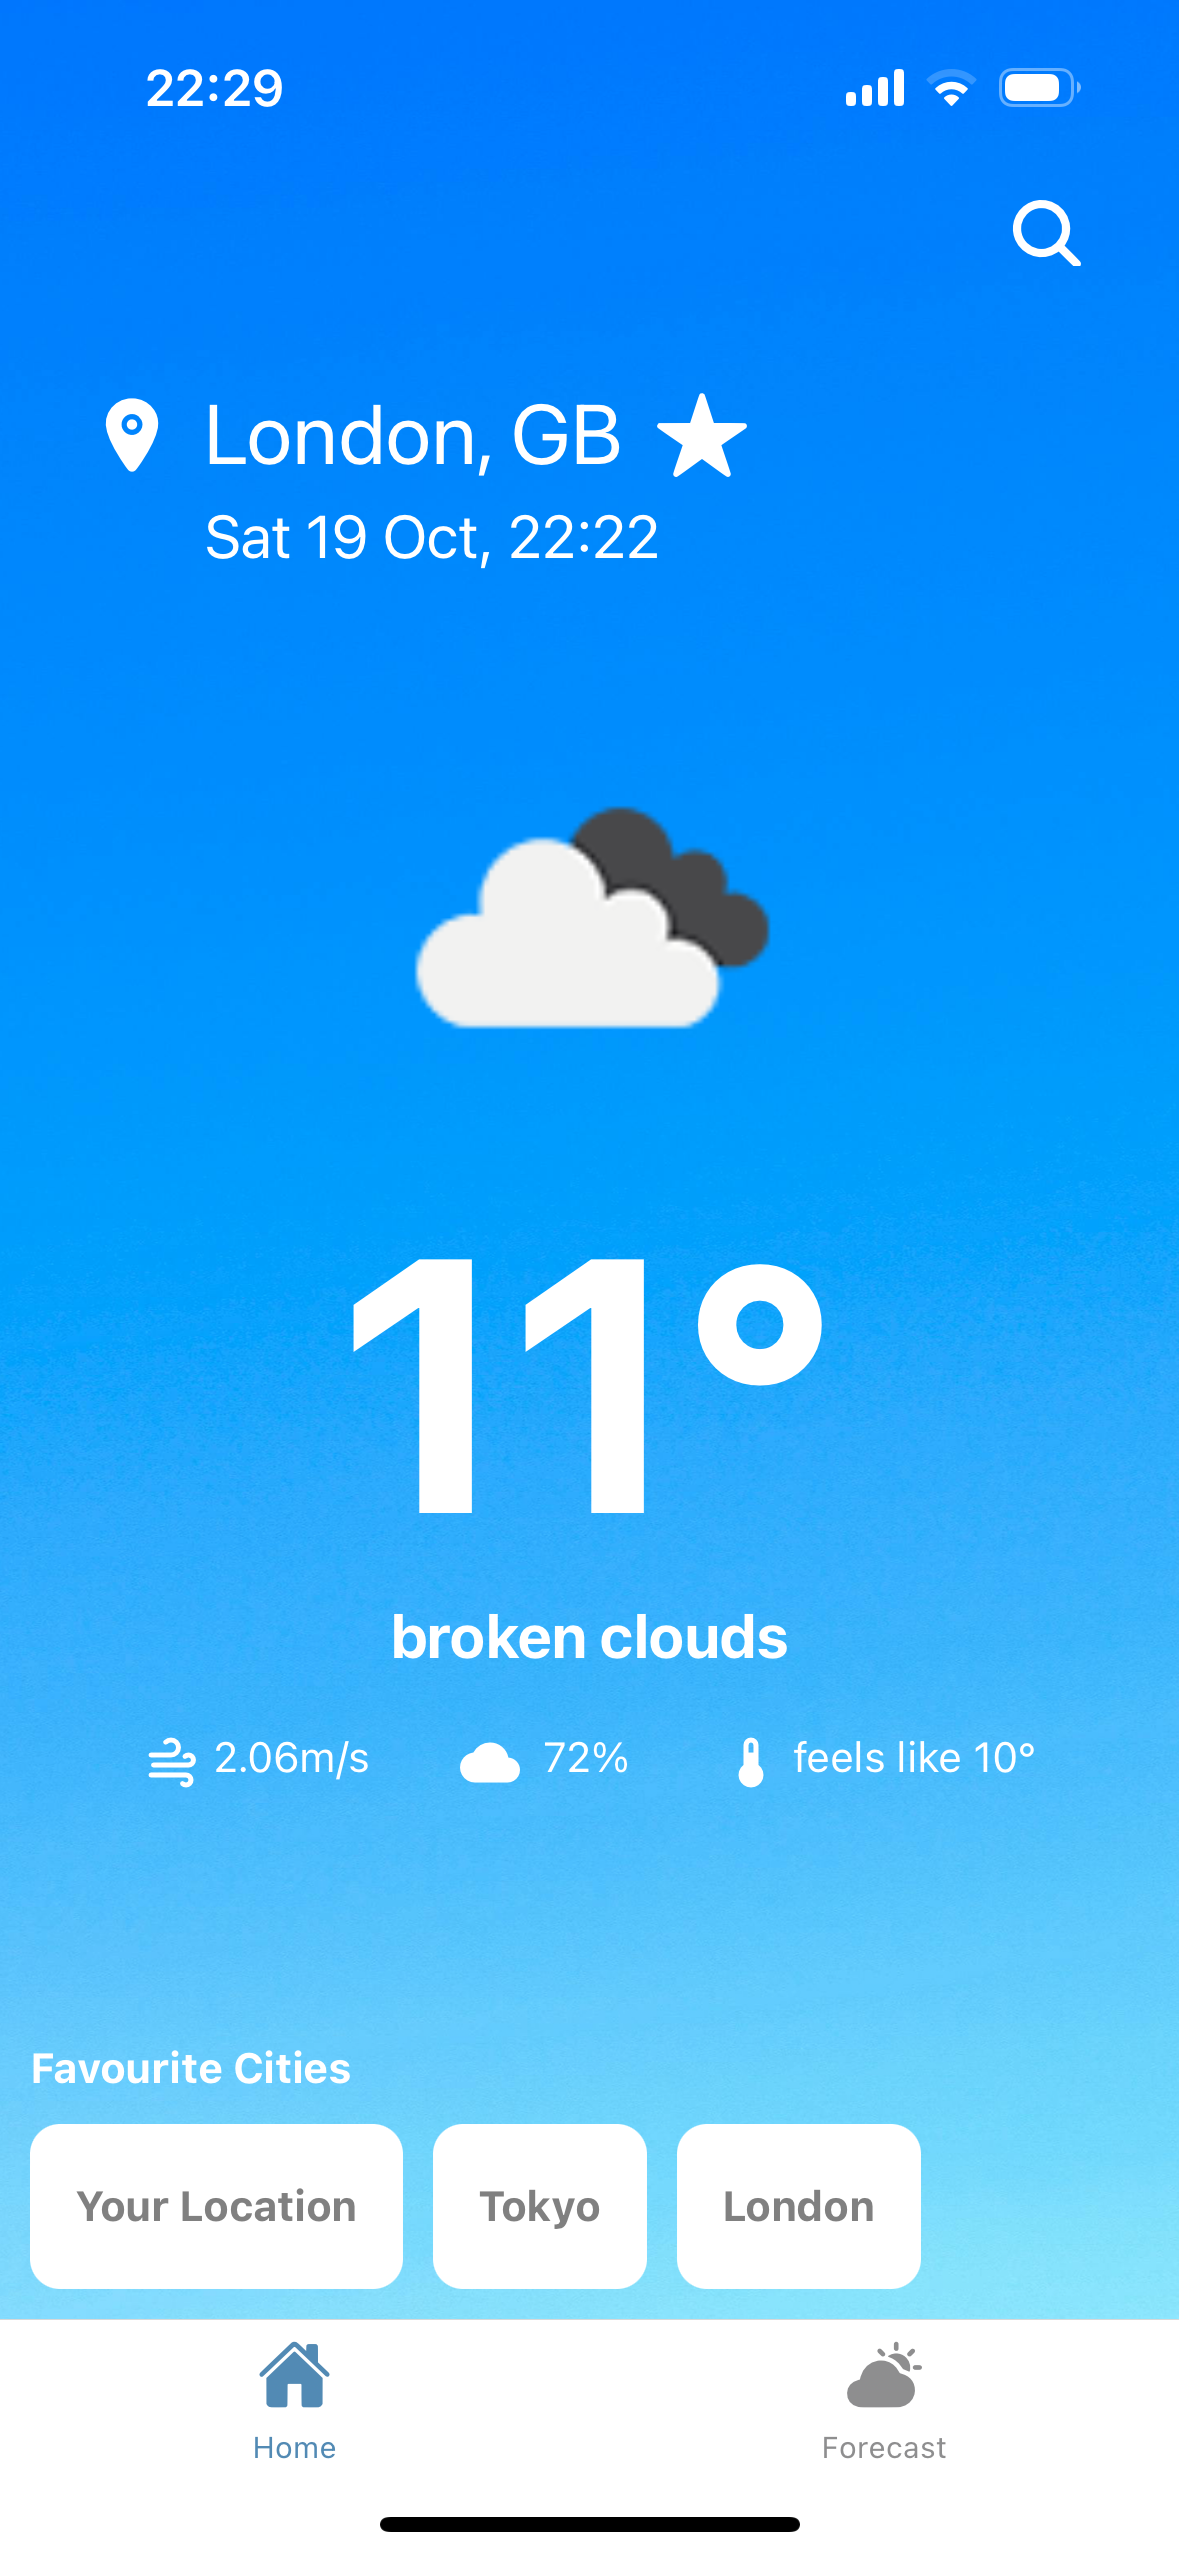 22:29
London, GB
Sat 19 Oct, 22:22
11°
broken clouds
2.06m/s 72% feels like 10°
Favourite Cities
Your Location Tokyo London
Home Forecast